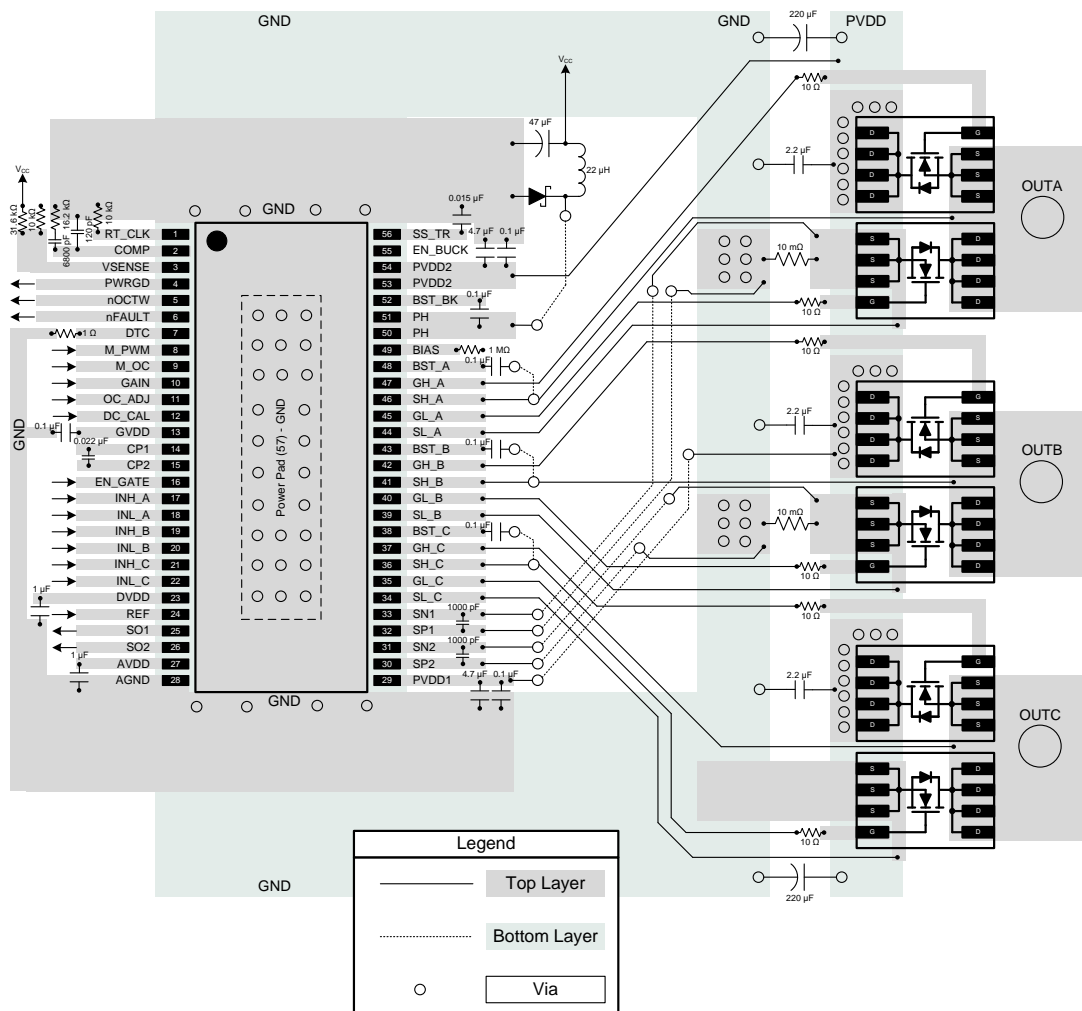 GND
GND
220 µF
PVDD
10 Ω
VCC
47 µF
22 µH
2.2 µF
OUTA
VCC
31.6 kΩ
10 kΩ
16.2 kΩ
6800 pF
120 pF
10 kΩ
GND
0.015 µF
4.7 µF
0.1 µF
10 mΩ
10 Ω
RT_CLK 1
COMP 2
VSENSE 3
PWRGD 4
nOCTW 5
nFAULT 6
DTC 7
1 Ω
M_PWM 8
M_OC 9
GAIN 10
OC_ADJ 11
DC_CAL 12
GVDD 13
0.1 µF
CP1 14
0.022 µF
CP2 15
EN_GATE 16
INH_A 17
INL_A 18
INH_B 19
INL_B 20
INH_C 21
INL_C 22
DVDD 23
1 µF
REF 24
SO1 25
SO2 26
AVDD 27
1 µF
AGND 28
GND
Power Pad (57) - GND
56 SS_TR
55 EN_BUCK
54 PVDD2
53 PVDD2
52 BST_BK
0.1 µF
51 PH
50 PH
49 BIAS
1 MΩ
48 BST_A
0.1 µF
47 GH_A
46 SH_A
45 GL_A
44 SL_A
43 BST_B
0.1 µF
42 GH_B
41 SH_B
40 GL_B
39 SL_B
38 BST_C
0.1 µF
37 GH_C
36 SH_C
35 GL_C
34 SL_C
33 SN1
1000 pF
32 SP1
31 SN2
1000 pF
30 SP2
29 PVDD1
4.7 µF
0.1 µF
GND
D G
D S
D S
D S
S D
S D
S D
G D
10 Ω
2.2 µF
OUTB
D G
D S
D S
D S
10 mΩ
S D
S D
S D
G D
10 Ω
10 Ω
2.2 µF
OUTC
D G
D S
D S
D S
S D
S D
S D
G D
10 Ω
220 µF
GND
Legend
Top Layer
Bottom Layer
Via